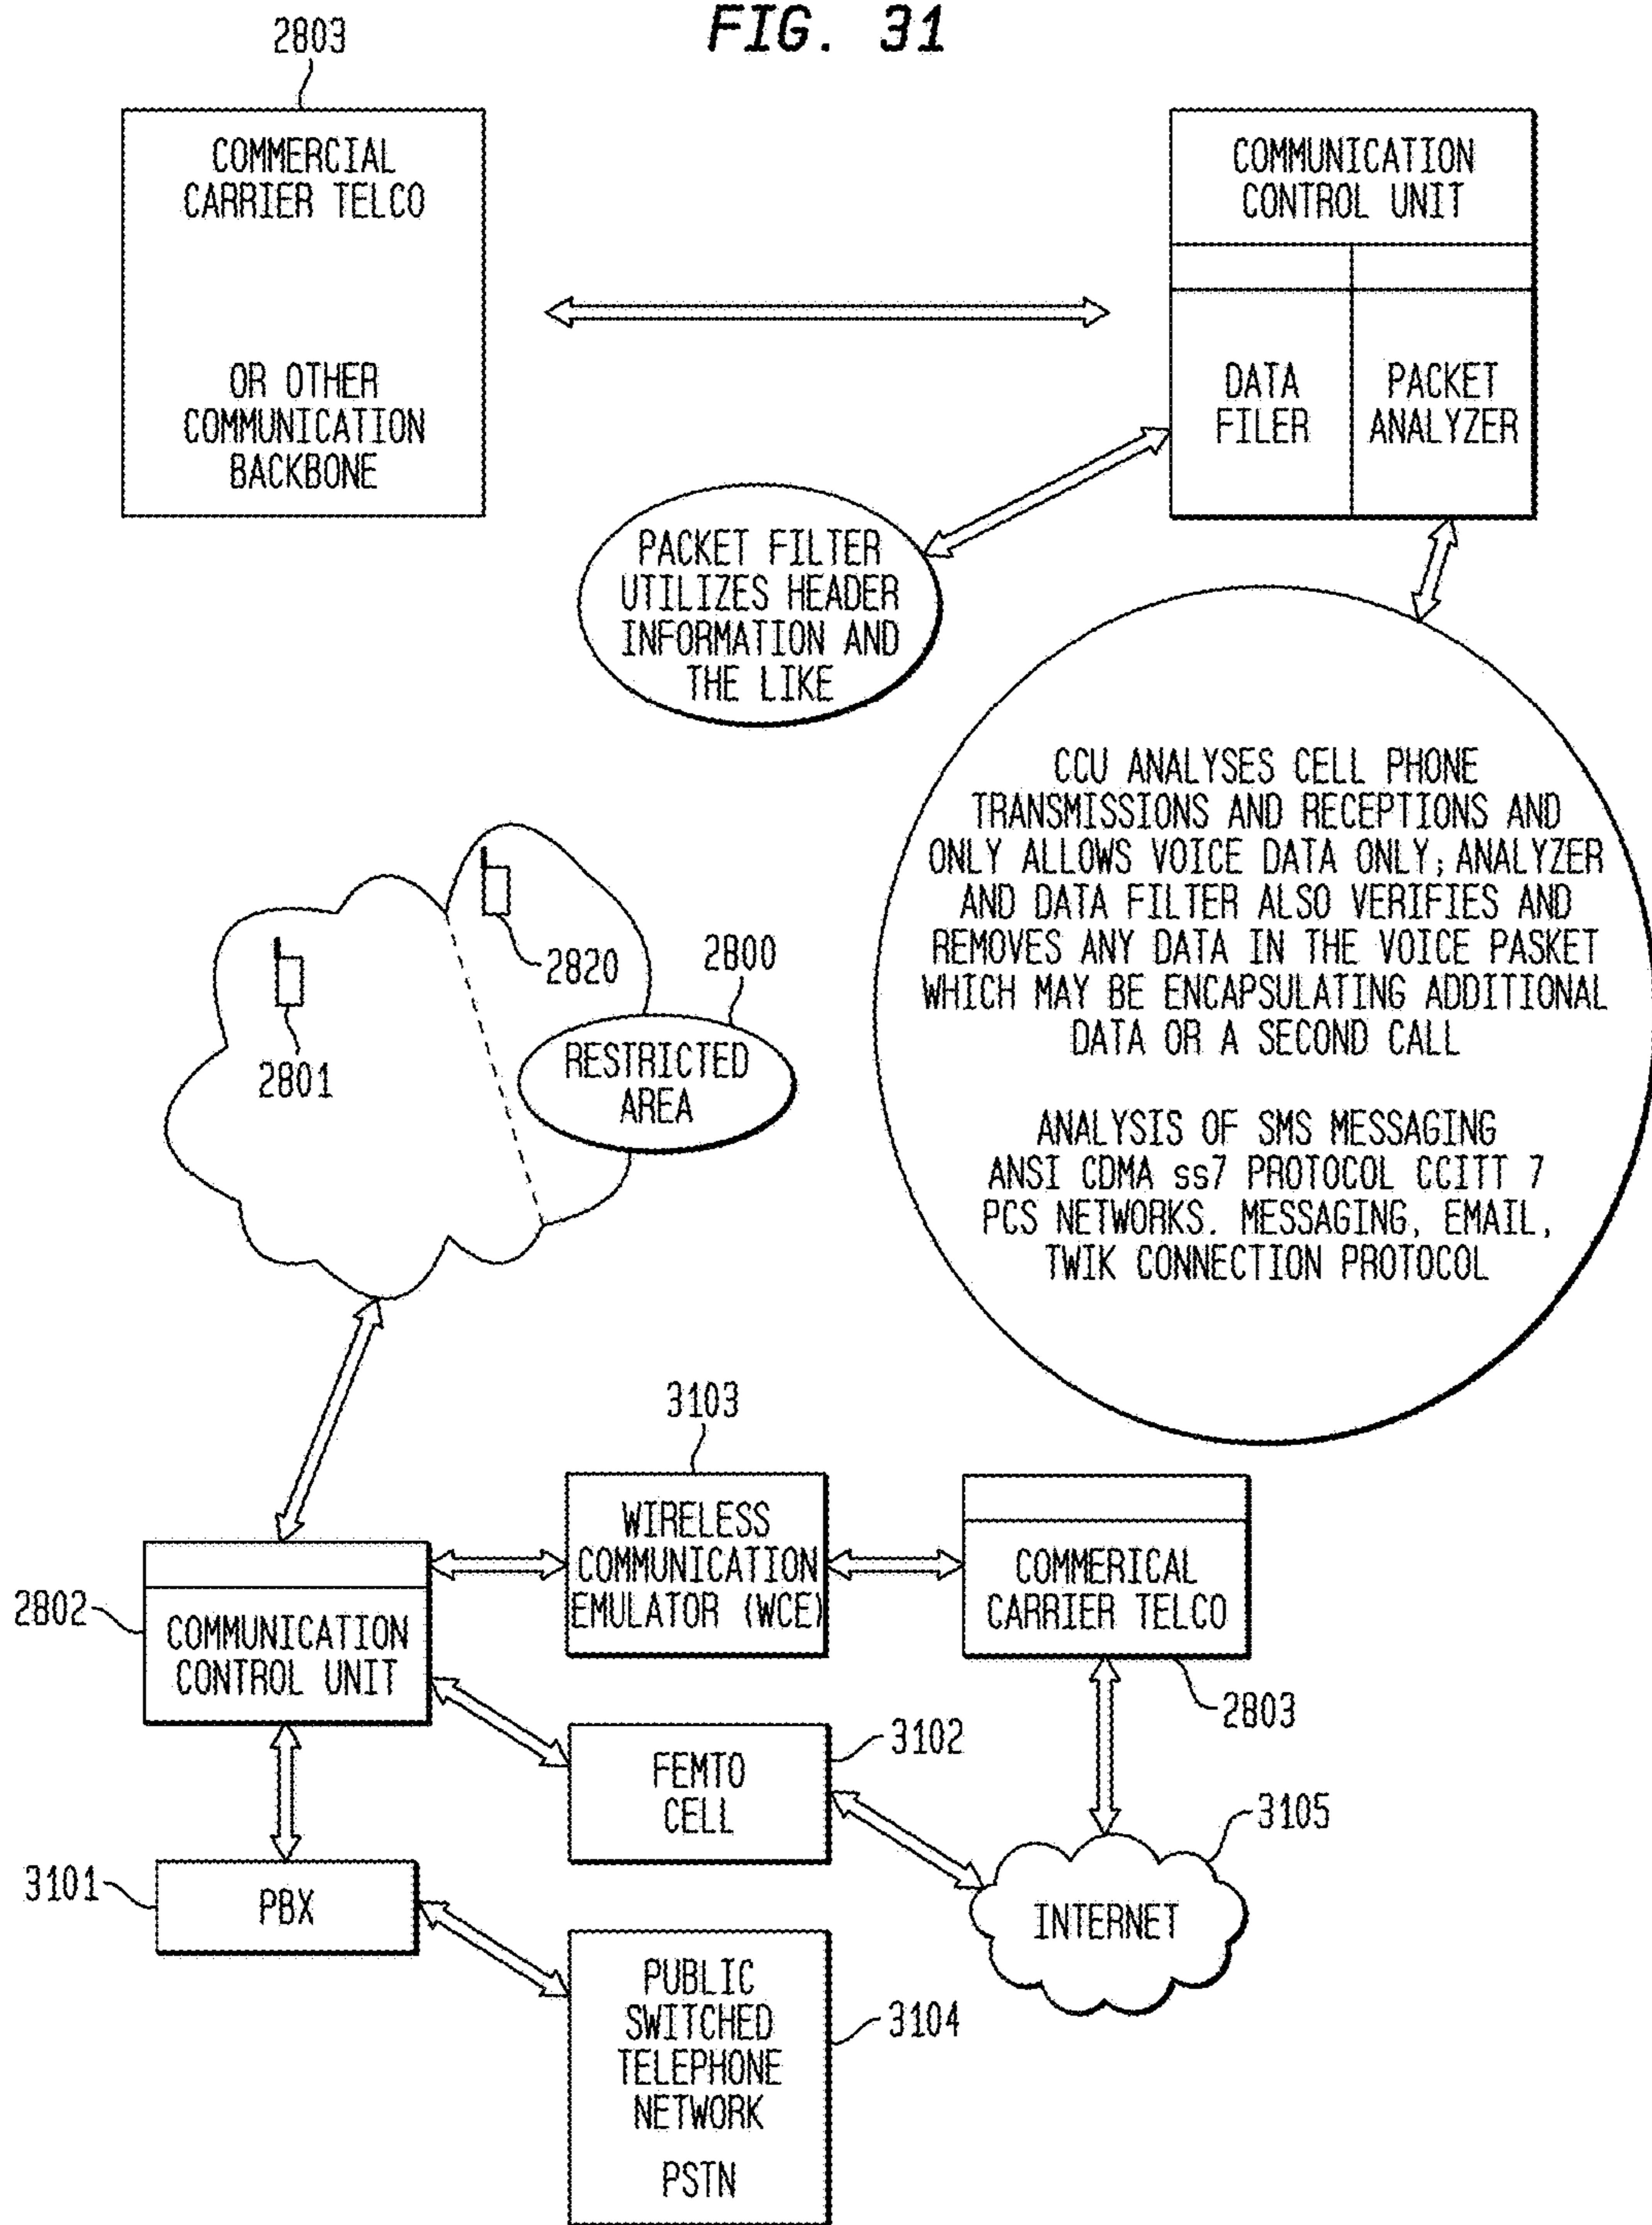 FIG. 31
2803
COMMERCIAL
CARRIER TELCO
OR OTHER
COMMUNICATION
BACKBONE
COMMUNICATION
CONTROL UNIT
DATA
FILER
PACKET
ANALYZER
PACKET FILTER
UTILIZES HEADER
INFORMATION AND
THE LIKE
CCU ANALYSES CELL PHONE
TRANSMISSIONS AND RECEPTIONS AND
ONLY ALLOWS VOICE DATA ONLY; ANALYZER
AND DATA FILTER ALSO VERIFIES AND
REMOVES ANY DATA IN THE VOICE PASKET
WHICH MAY BE ENCAPSULATING ADDITIONAL
DATA OR A SECOND CALL
ANALYSIS OF SMS MESSAGING
ANSI CDMA ss7 PROTOCOL CCITT 7
PCS NETWORKS. MESSAGING, EMAIL,
TWIK CONNECTION PROTOCOL
2820
2800
2801
RESTRICTED
AREA
3103
WIRELESS
COMMUNICATION
EMULATOR (WCE)
COMMERICAL
CARRIER TELCO
2803
2802
COMMUNICATION
CONTROL UNIT
FEMTO
CELL
3102
3105
INTERNET
3101
PBX
PUBLIC
SWITCHED
TELEPHONE
NETWORK
PSTN
3104